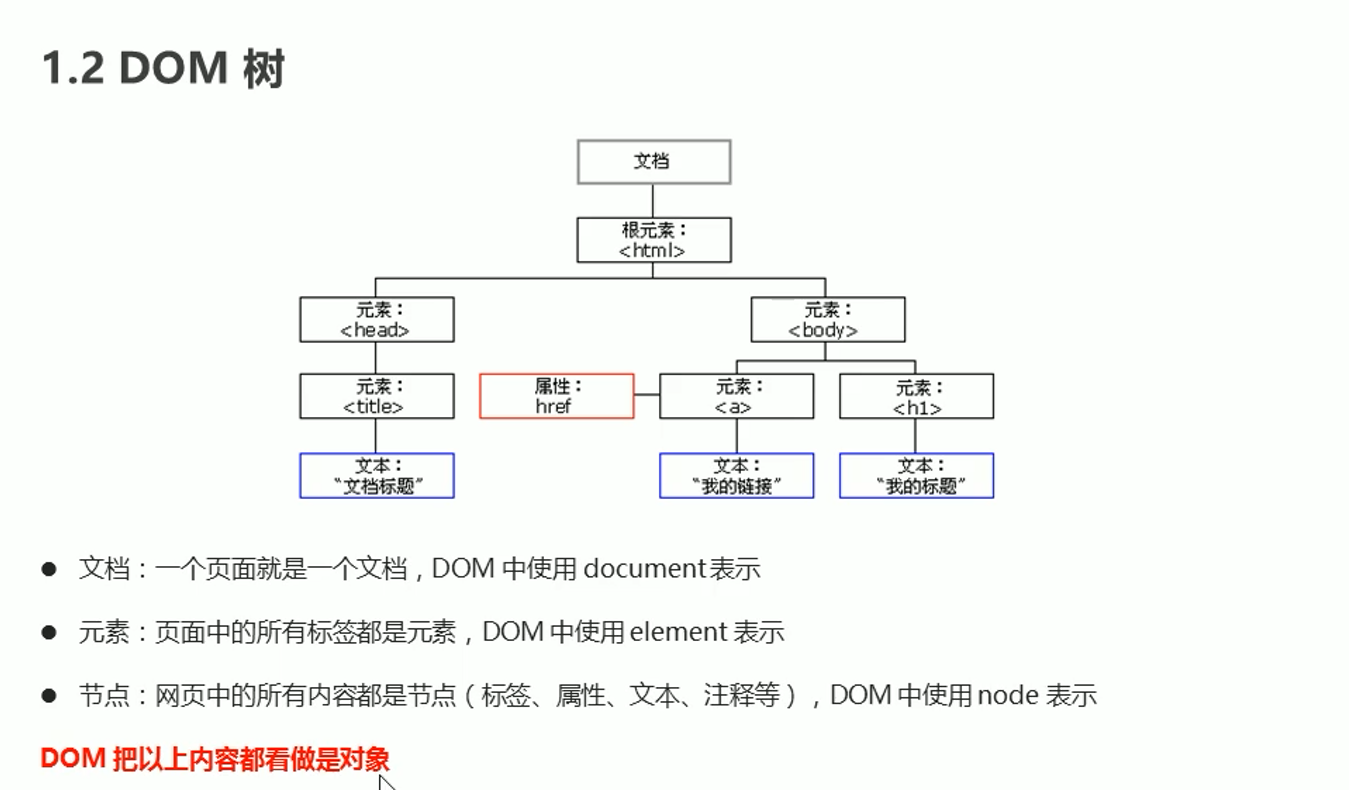 1.2 DOM 树
文档
根元素：
<html>
元素：
<head>
元素：
<body>
元素：
<title>
属性：
href
元素：
<a>
元素：
<h1>
文本：
“文档标题”
文本：
“我的链接”
文本：
“我的标题”
● 文档：一个页面就是一个文档，DOM 中使用 document 表示
● 元素：页面中的所有标签都是元素，DOM 中使用 element 表示
● 节点：网页中的所有内容都是节点（标签、属性、文本、注释等），DOM 中使用 node 表示
DOM 把以上内容都看做是对象